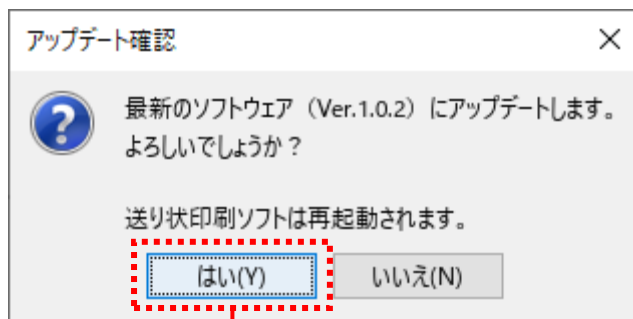 アップデート確認
最新のソフトウェア（Ver.1.0.2）にアップデートします。
よろしいでしょうか？
送り状印刷ソフトは再起動されます。
はい(Y)
いいえ(N)